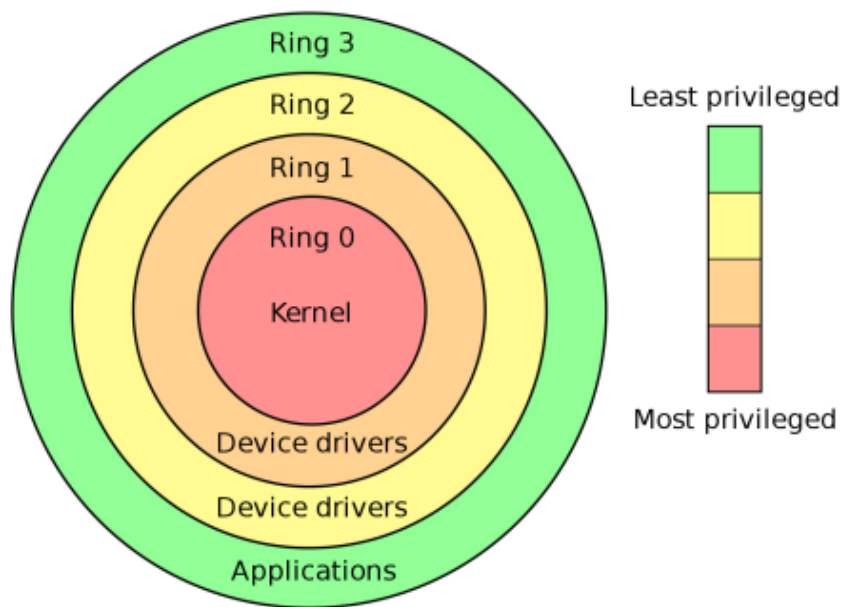 Ring 3
Ring 2
Ring 1
Ring 0
Kernel
Device drivers
Device drivers
Applications
Least privileged
Most privileged